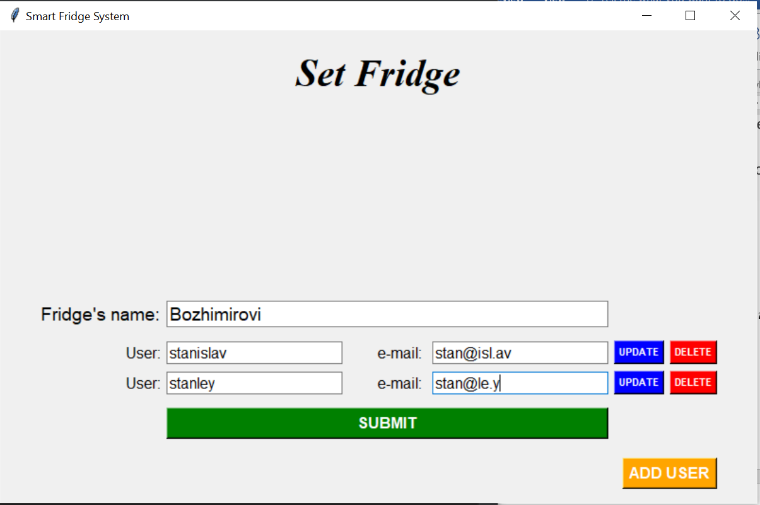 Smart Fridge System
Set Fridge
Fridge's name: Bozhimirovi
User: stanislav e-mail: stan@isl.av UPDATE DELETE
User: stanley e-mail: stan@le.y UPDATE DELETE
SUBMIT
ADD USER